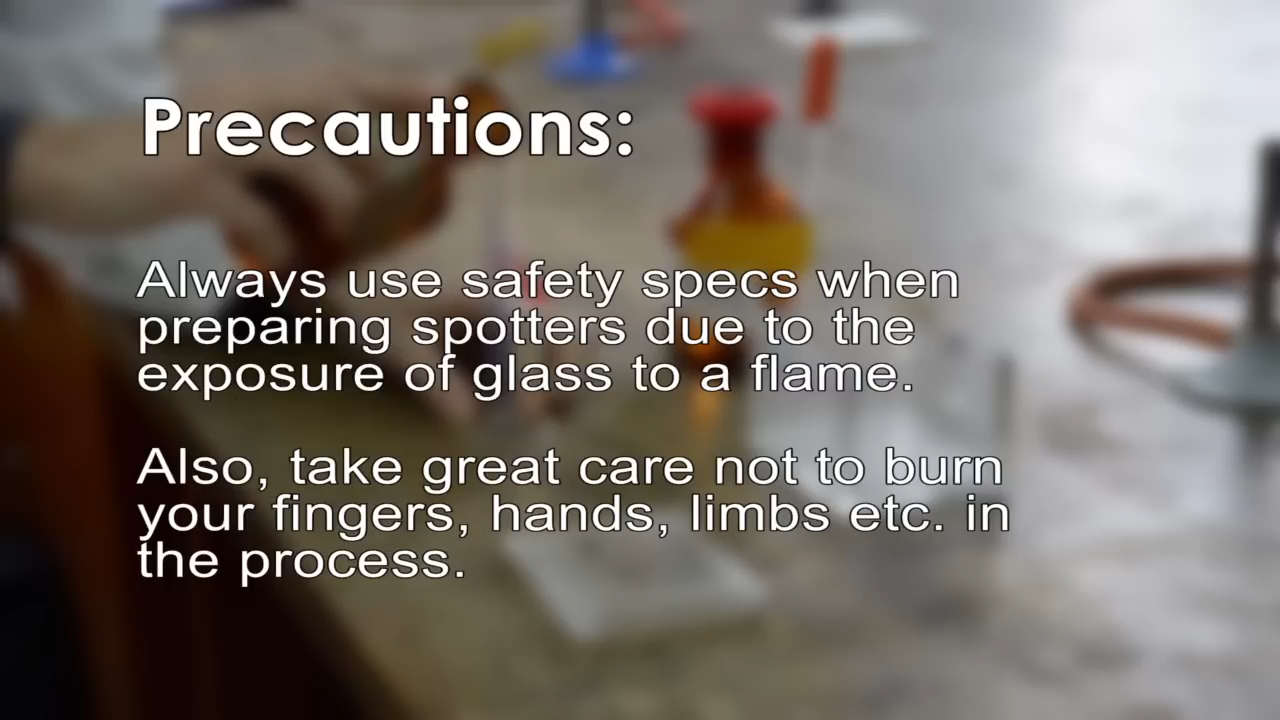 Precautions:
Always use safety specs when
preparing spotters due to the
exposure of glass to a flame.
Also, take great care not to burn
your fingers, hands, limbs etc. in
the process.